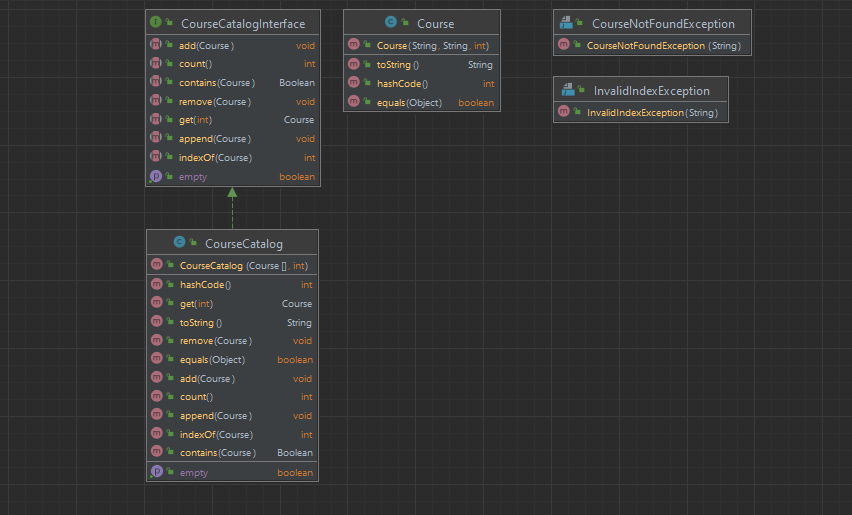 CourseCatalogInterface
add(Course) void
count() int
contains(Course) Boolean
remove(Course) void
get(int) Course
append(Course) void
indexOf(Course) int
empty boolean
Course
Course(String, String, int)
toString() String
hashCode() int
equals(Object) boolean
CourseNotFoundException
CourseNotFoundException (String)
InvalidIndexException
InvalidIndexException(String)
CourseCatalog
CourseCatalog (Course[], int)
hashCode() int
get(int) Course
toString() String
remove(Course) void
equals(Object) boolean
add(Course) void
count() int
append(Course) void
indexOf(Course) int
contains(Course) Boolean
empty boolean